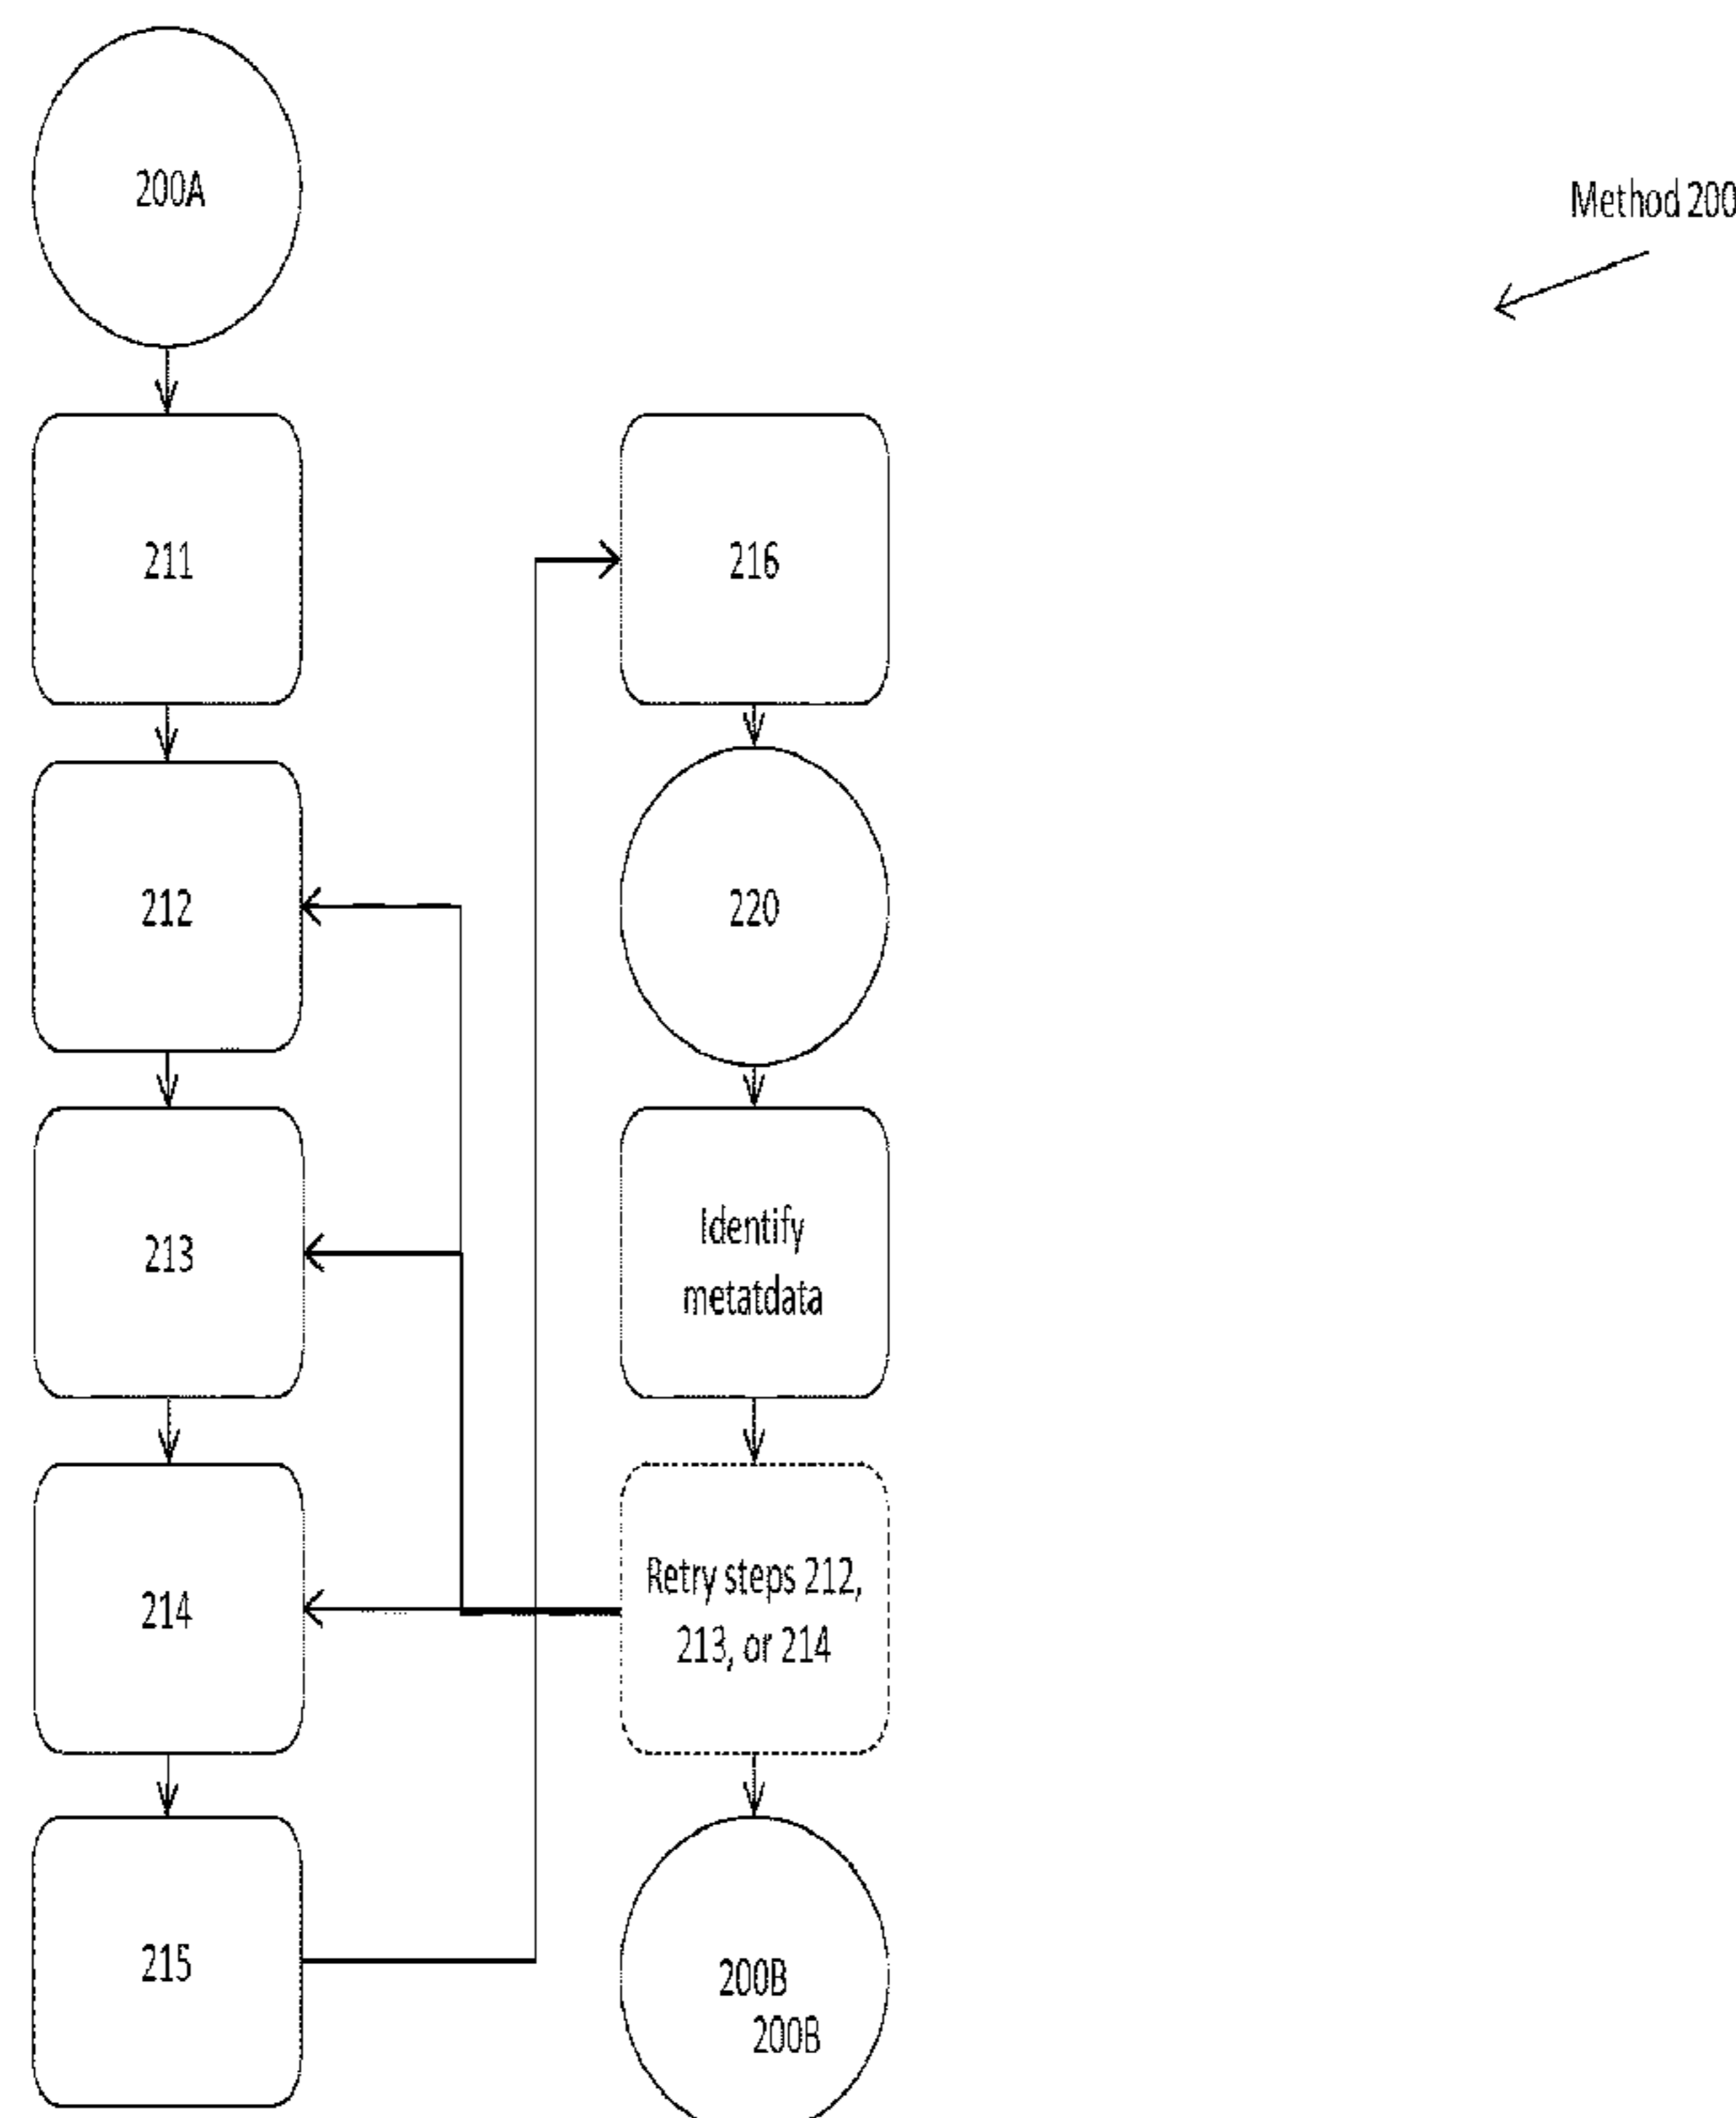 200A
Method 200
211
216
212
220
213
Identify
metatdata
214
Retry steps 212,
213, or 214
215
200B
200B